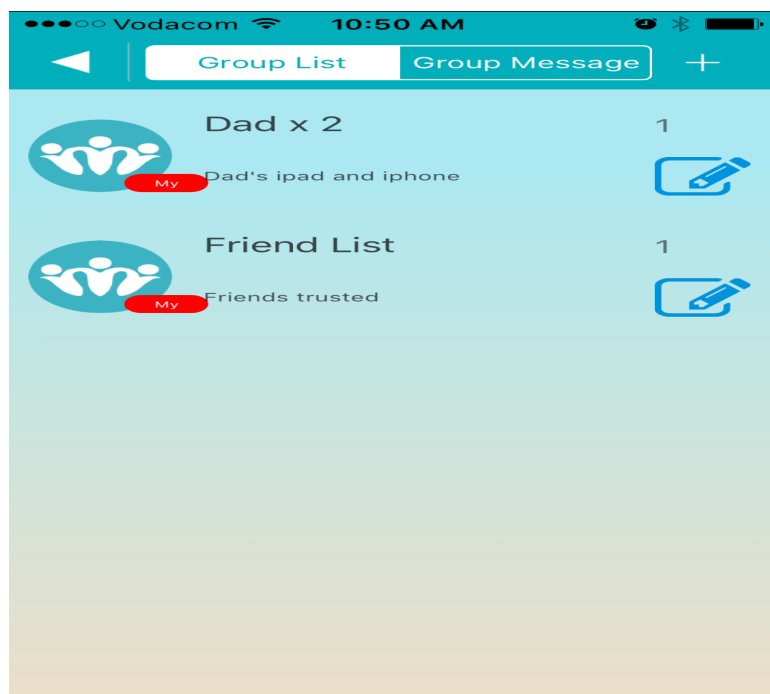 Vodacom 10:50 AM
Group List Group Message
Dad x 2 1
My Dad's ipad and iphone
Friend List 1
My Friends trusted